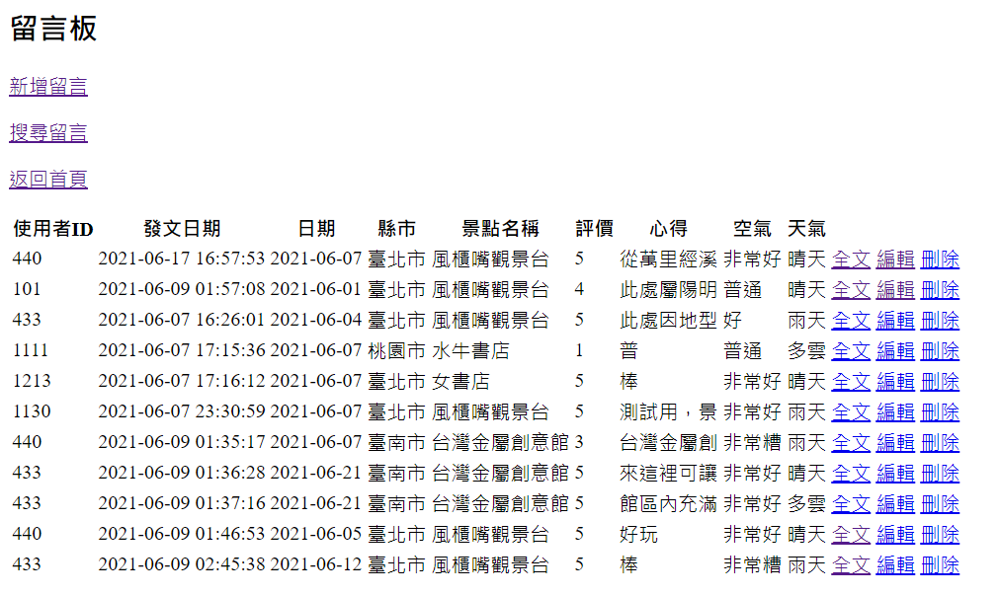 留言板
新增留言
搜尋留言
返回首頁
使用者ID 發文日期 日期 縣市 景點名稱 評價 心得 空氣 天氣
440 2021-06-17 16:57:53 2021-06-07 臺北市 風櫃嘴觀景台 5 從萬里經溪 非常好 晴天 全文 編輯 刪除
101 2021-06-09 01:57:08 2021-06-01 臺北市 風櫃嘴觀景台 4 此處屬陽明 普通 晴天 全文 編輯 刪除
433 2021-06-07 16:26:01 2021-06-04 臺北市 風櫃嘴觀景台 5 此處因地型 好 雨天 全文 編輯 刪除
1111 2021-06-07 17:15:36 2021-06-07 桃園市 水牛書店 1 普 普通 多雲 全文 編輯 刪除
1213 2021-06-07 17:16:12 2021-06-07 臺北市 女書店 5 棒 非常好 晴天 全文 編輯 刪除
1130 2021-06-07 23:30:59 2021-06-07 臺北市 風櫃嘴觀景台 5 測試用，景 非常好 雨天 全文 編輯 刪除
440 2021-06-09 01:35:17 2021-06-07 臺南市 台灣金屬創意館 3 台灣金屬創 非常糟 雨天 全文 編輯 刪除
433 2021-06-09 01:36:28 2021-06-21 臺南市 台灣金屬創意館 5 來這裡可讓 非常好 晴天 全文 編輯 刪除
433 2021-06-09 01:37:16 2021-06-21 臺南市 台灣金屬創意館 5 館區內充滿 非常好 多雲 全文 編輯 刪除
440 2021-06-09 01:46:53 2021-06-05 臺北市 風櫃嘴觀景台 5 好玩 非常好 晴天 全文 編輯 刪除
433 2021-06-09 02:45:38 2021-06-12 臺北市 風櫃嘴觀景台 5 棒 非常糟 雨天 全文 編輯 刪除